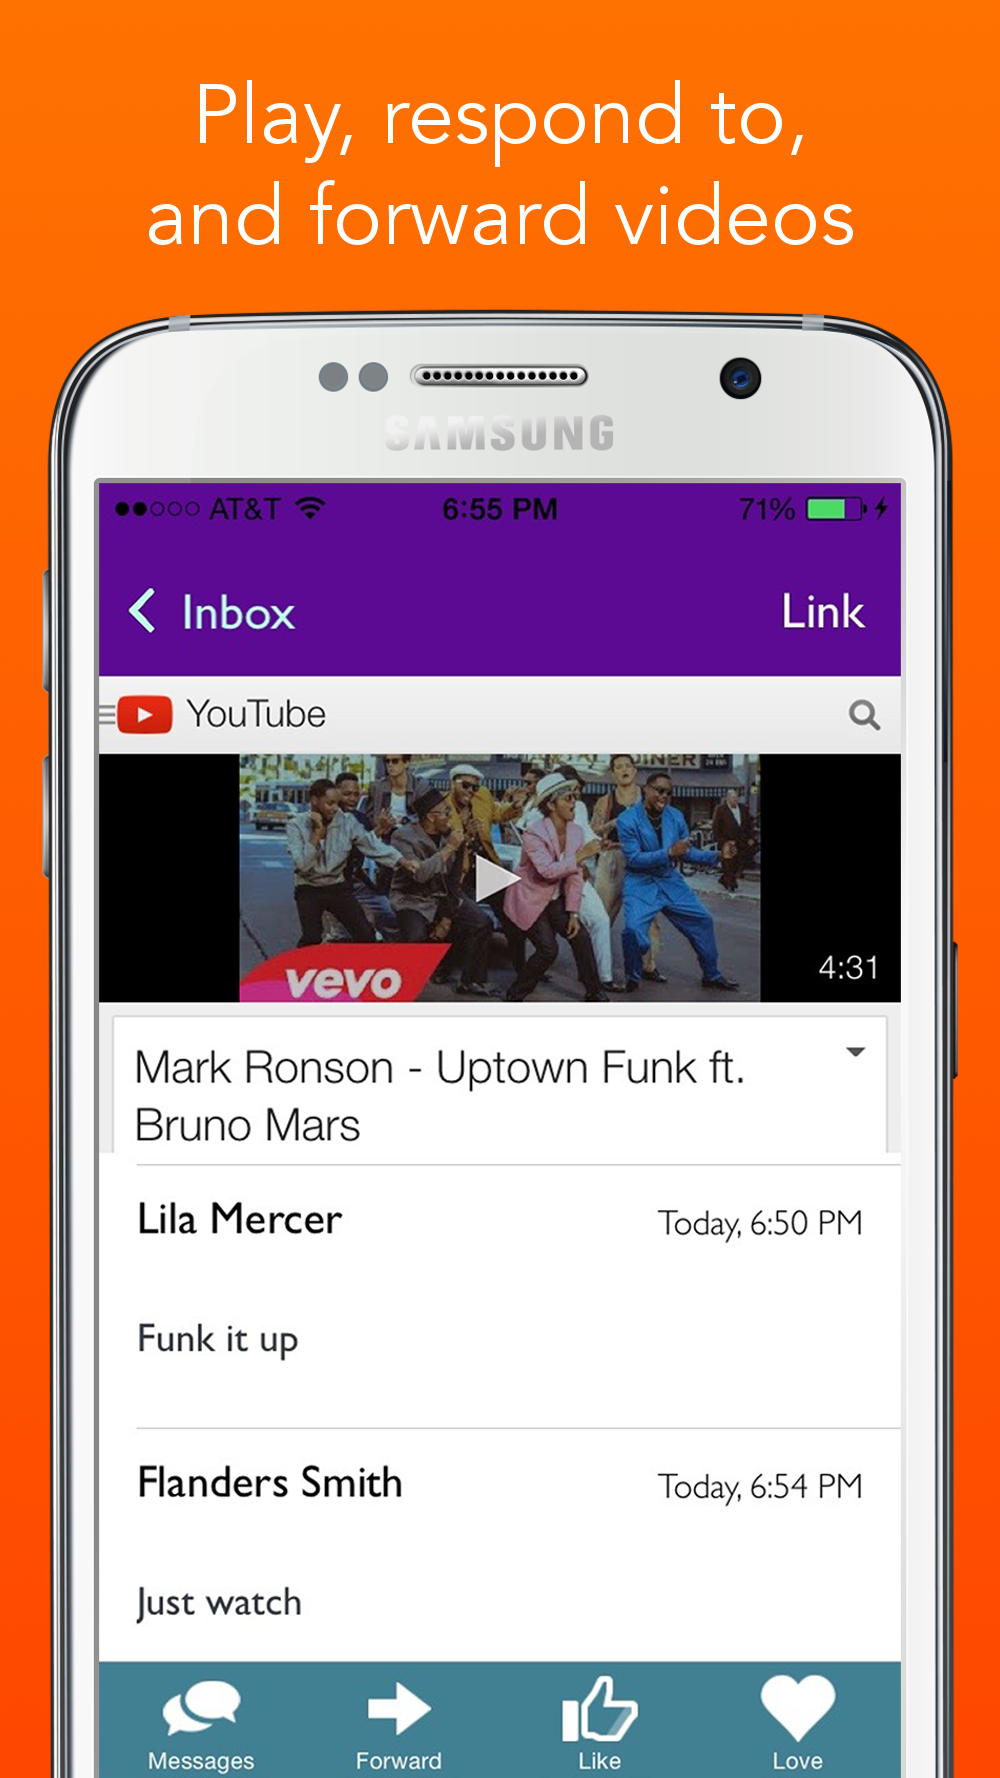 Play, respond to,
and forward videos
SAMSUNG
AT&T 6:55 PM 71%
Inbox Link
YouTube
DINER
vevo
4:31
Mark Ronson - Uptown Funk ft.
Bruno Mars
Lila Mercer Today, 6:50 PM
Funk it up
Flanders Smith Today, 6:54 PM
Just watch
Messages Forward Like Love